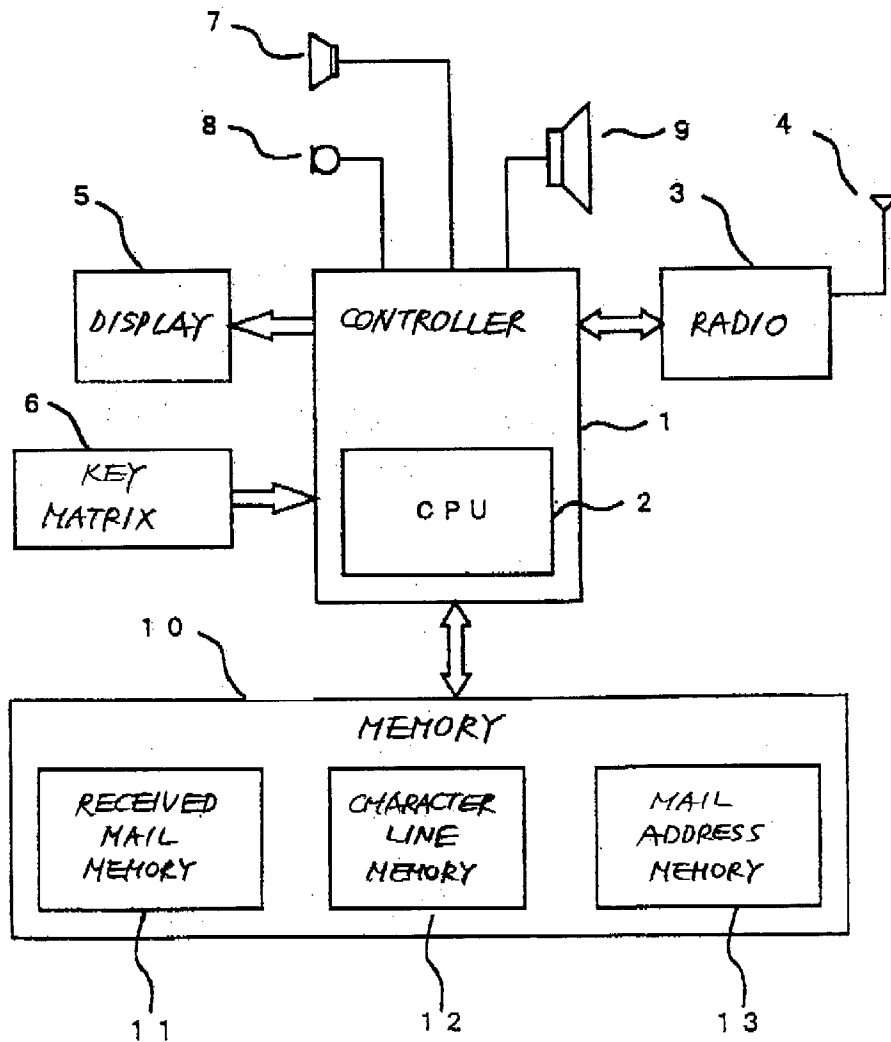 7
8
9
4
5
3
DISPLAY
CONTROLLER
RADIO
6
1
KEY
MATRIX
CPU
2
10
MEMORY
RECEIVED
MAIL
MEMORY
CHARACTER
LINE
MEMORY
MAIL
ADDRESS
MEMORY
11
12
13